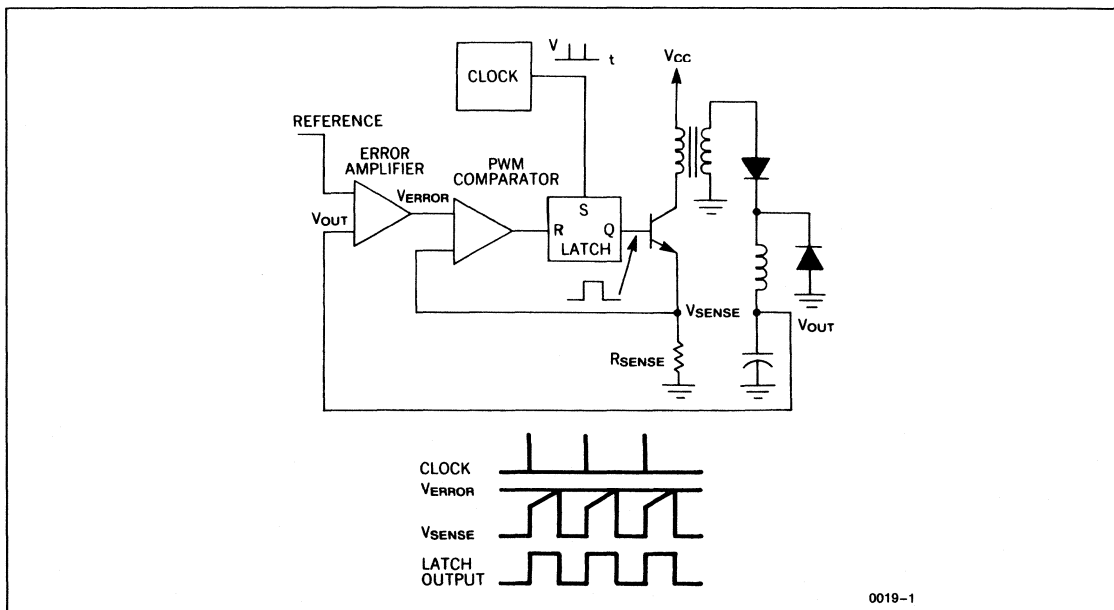 V
t
CLOCK
VCC
REFERENCE
ERROR
AMPLIFIER
PWM
COMPARATOR
VERROR
S
VOUT
R Q
LATCH
VSENSE
VOUT
RSENSE
CLOCK
VERROR
VSENSE
LATCH
OUTPUT
0019-1